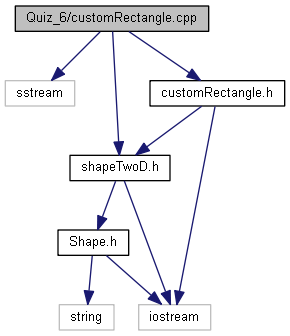 Quiz_6/customRectangle.cpp
sstream
customRectangle.h
shapeTwoD.h
Shape.h
string
iostream